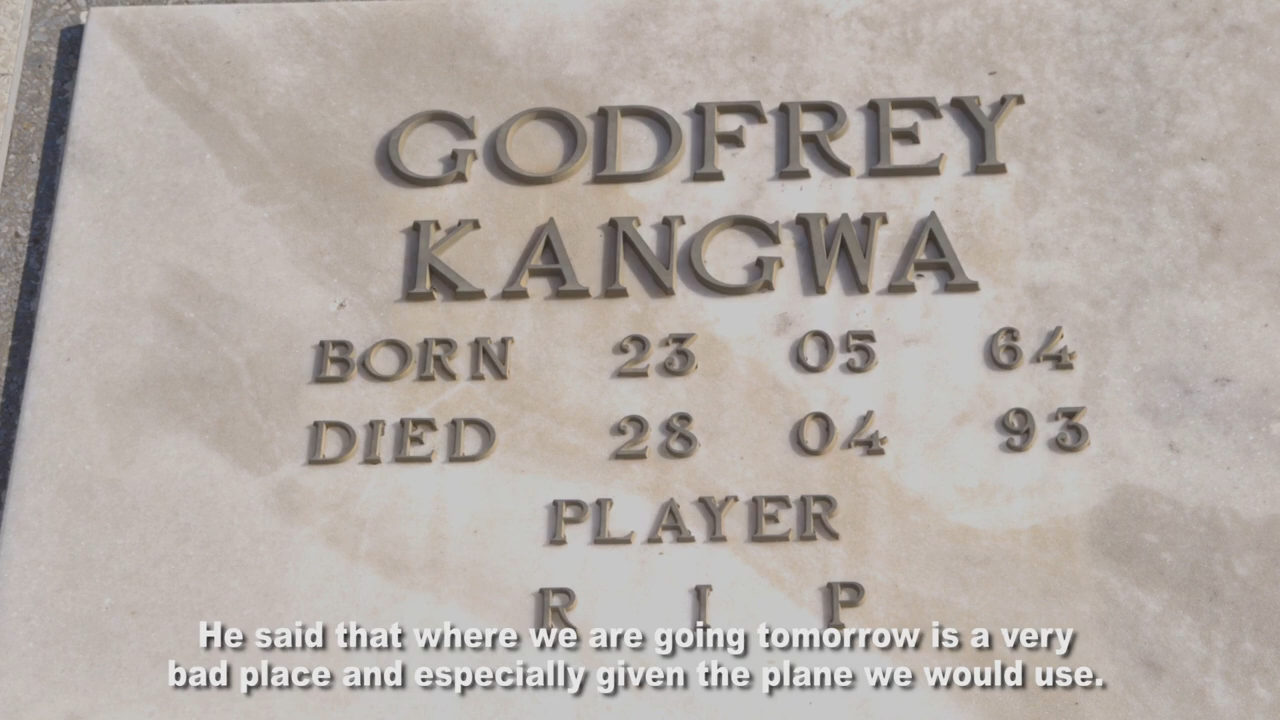 GODFREY
KANGWA
BORN 23 05 64
DIED 28 04 93
PLAYER
R I P
He said that where we are going tomorrow is a very
bad place and especially given the plane we would use.